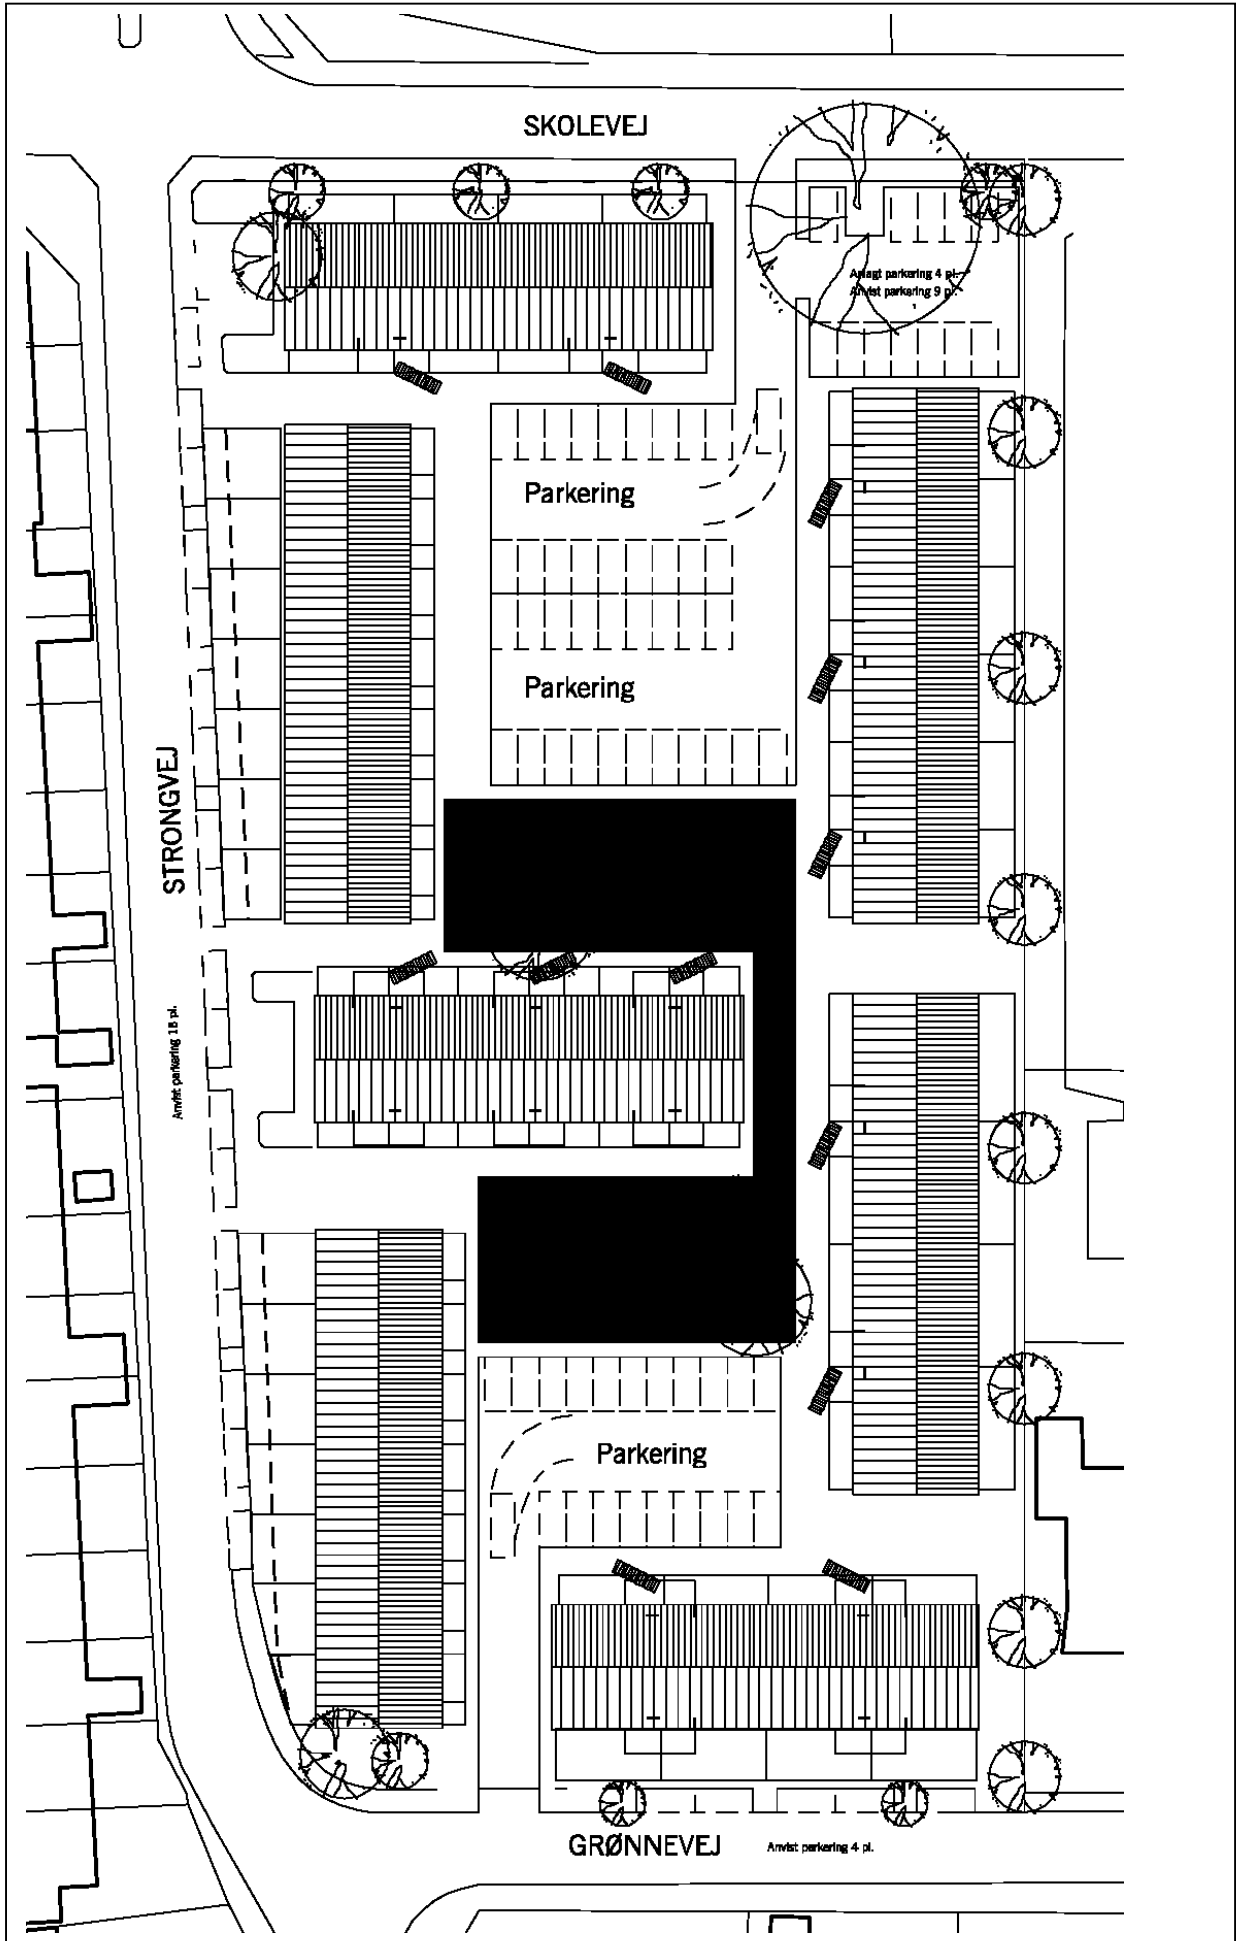 SKOLEVEJ
Anlagt parkering 4 pl.
Anvist parkering 9 pl.
Parkering
Parkering
STRONGVEJ
Anvist parkering 18 pl.
Parkering
GRØNNEVEJ
Anvist parkering 4 pl.